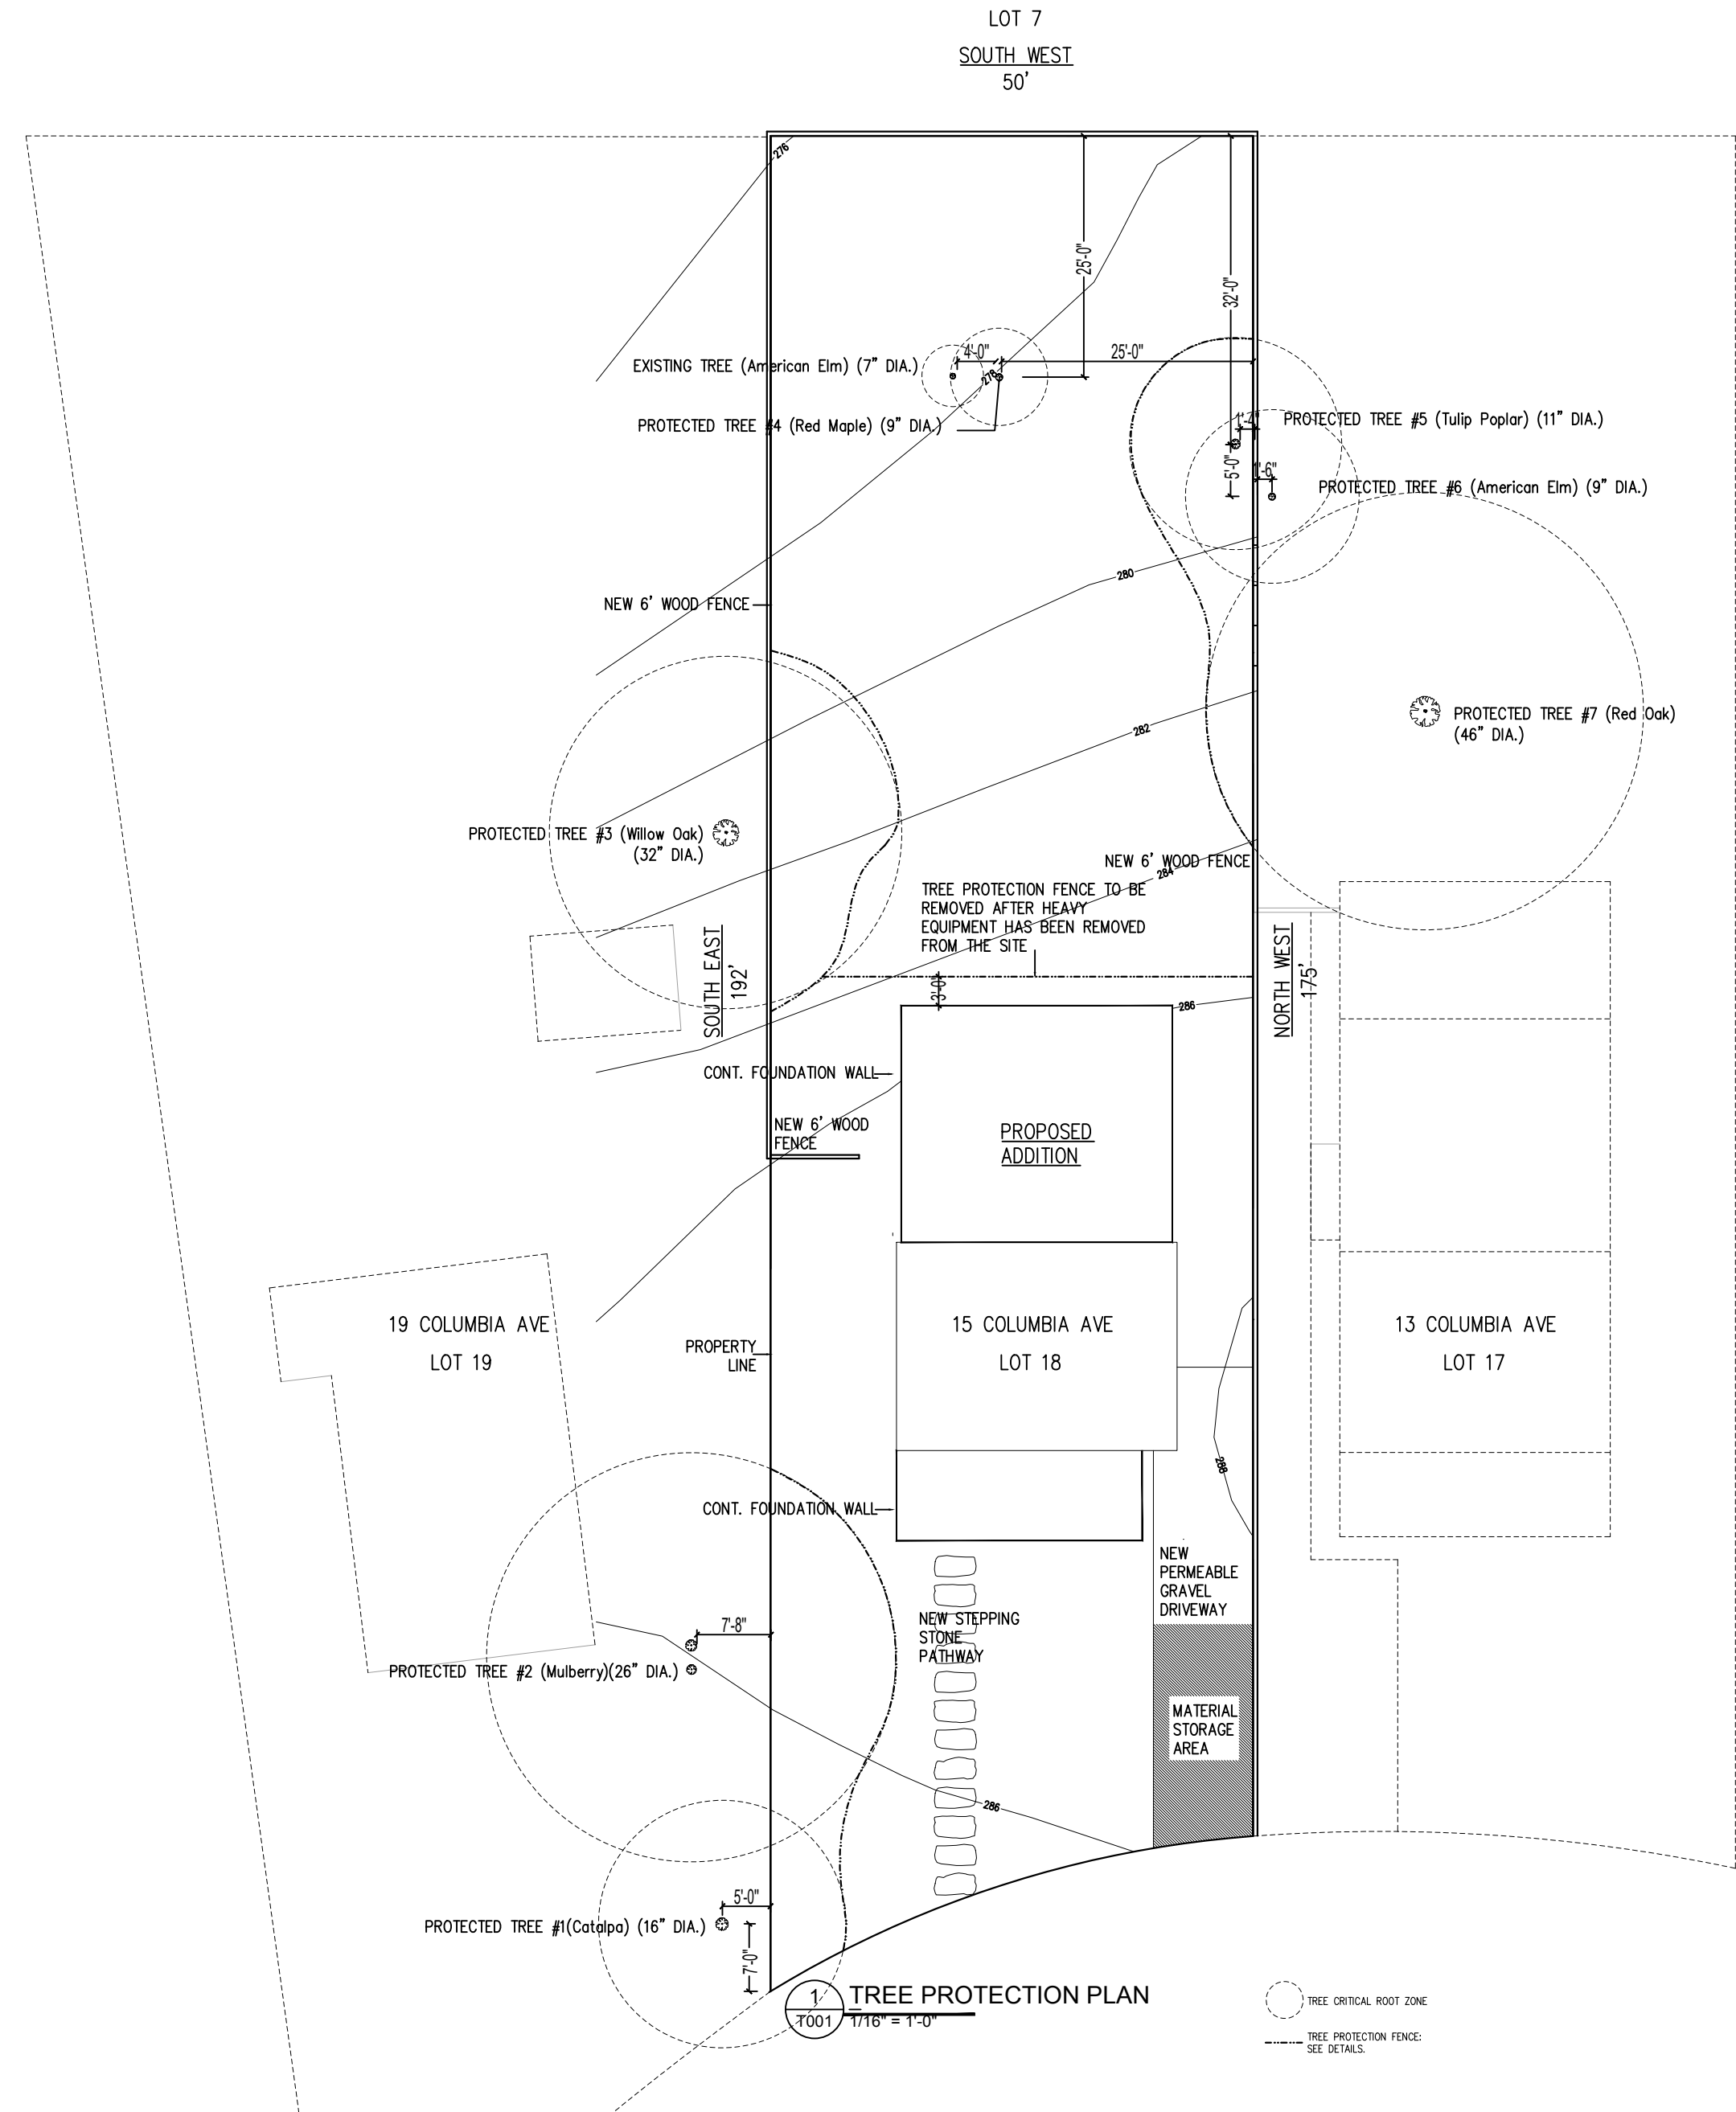 LOT 7
SOUTH WEST
50'
276
25'-0"
32'-0"
4'-0"
25'-0"
EXISTING TREE (American Elm) (7" DIA.)
278
PROTECTED TREE #4 (Red Maple) (9" DIA.)
1'-4"
PROTECTED TREE #5 (Tulip Poplar) (11" DIA.)
5'-0"
1'-6"
PROTECTED TREE #6 (American Elm) (9" DIA.)
280
NEW 6' WOOD FENCE
282
PROTECTED TREE #7 (Red Oak)
(46" DIA.)
PROTECTED TREE #3 (Willow Oak)
(32" DIA.)
NEW 6' WOOD FENCE
284
TREE PROTECTION FENCE TO BE
REMOVED AFTER HEAVY
EQUIPMENT HAS BEEN REMOVED
FROM THE SITE
SOUTH EAST
192'
3'-0"
NORTH WEST
175'
286
CONT. FOUNDATION WALL
NEW 6' WOOD
FENCE
PROPOSED
ADDITION
19 COLUMBIA AVE
LOT 19
PROPERTY
LINE
15 COLUMBIA AVE
LOT 18
13 COLUMBIA AVE
LOT 17
288
CONT. FOUNDATION WALL
NEW
PERMEABLE
GRAVEL
DRIVEWAY
7'-8"
NEW STEPPING
STONE
PATHWAY
PROTECTED TREE #2 (Mulberry)(26" DIA.)
MATERIAL
STORAGE
AREA
286
5'-0"
PROTECTED TREE #1(Catalpa) (16" DIA.)
7'-0"
1
T001
TREE PROTECTION PLAN
1/16" = 1'-0"
TREE CRITICAL ROOT ZONE
TREE PROTECTION FENCE:
SEE DETAILS.